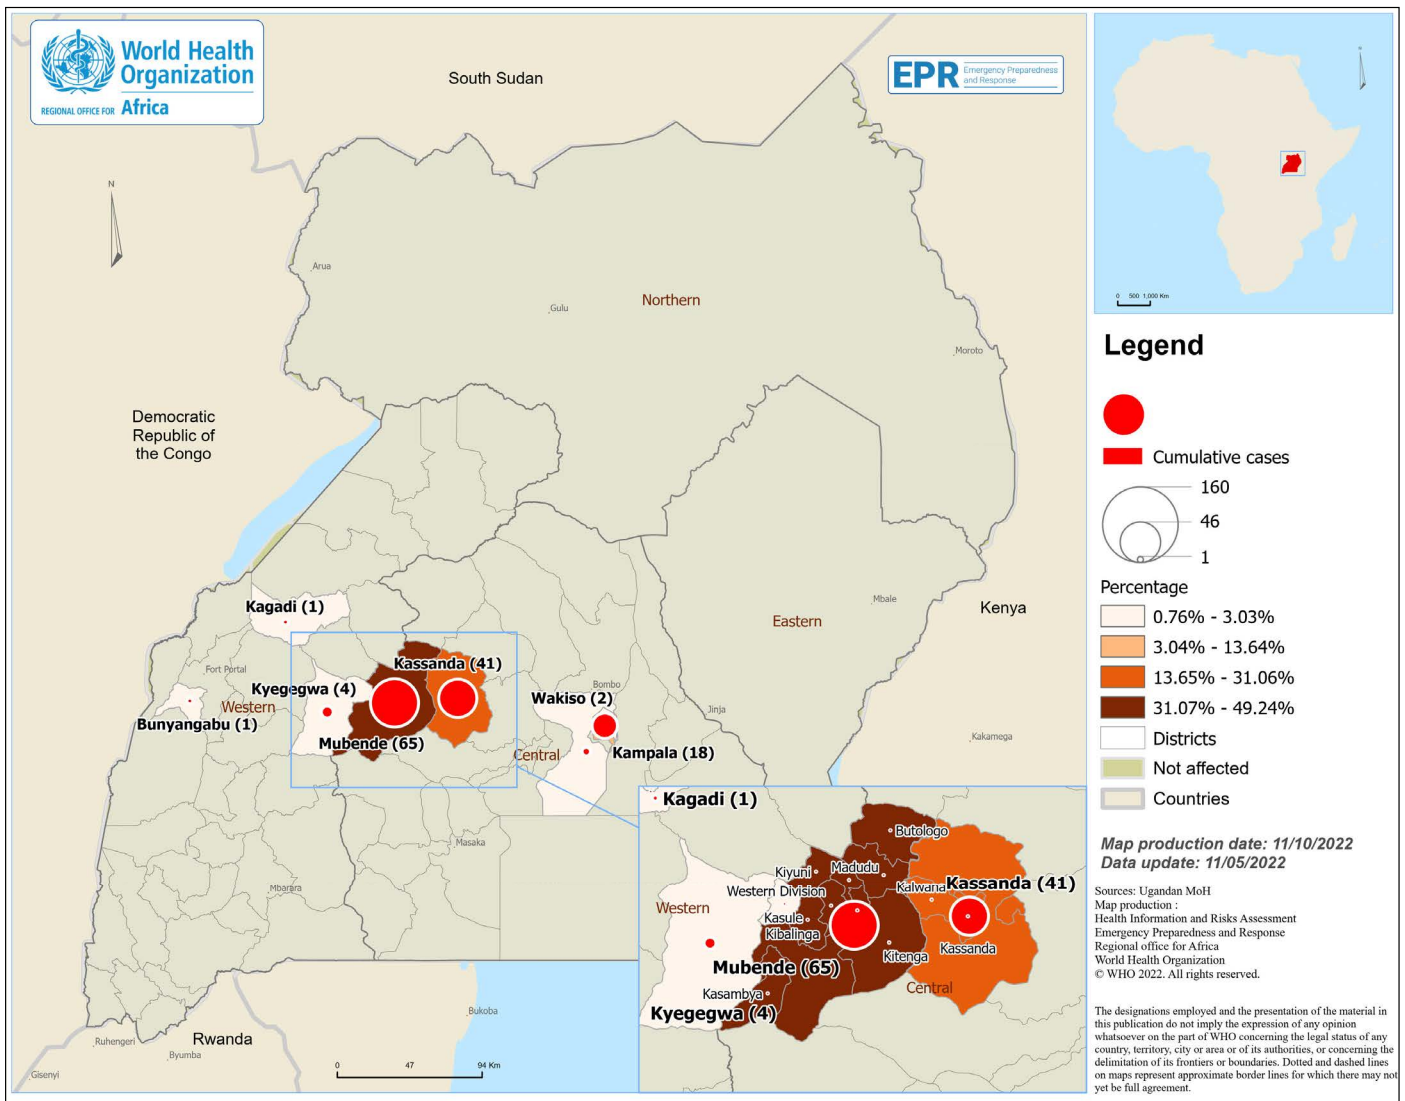 World Health
Organization
REGIONAL OFFICE FOR Africa
EPR
Emergency Preparedness
and Response
South Sudan
N
Arua
Gulu
Northern
Moroto
Democratic
Republic of
the Congo
Kagadi (1)
Fort Portal
Kassanda (41)
Kyegegwa (4)
Western
Bunyangabu (1)
Mubende (65)
Bombo
Wakiso (2)
Central
Kampala (18)
Jinja
Eastern
Mbale
Kenya
Kakamega
Masaka
Mbarara
Ruhengeri
Byumba
Rwanda
Gisenyi
Bukoba
0 47 94 Km
Kagadi (1)
Butologo
Kiyuni
Madudu
Western Division
Kalwana
Kassanda (41)
Western
Kasule
Kibalinga
Kitenga
Kassanda
Mubende (65)
Kasambya
Central
Kyegegwa (4)
0 500 1,000 Km
Legend
Cumulative cases
160
46
1
Percentage
0.76% - 3.03%
3.04% - 13.64%
13.65% - 31.06%
31.07% - 49.24%
Districts
Not affected
Countries
Map production date: 11/10/2022
Data update: 11/05/2022
Sources: Ugandan MoH
Map production :
Health Information and Risks Assessment
Emergency Preparedness and Response
Regional office for Africa
World Health Organization
© WHO 2022. All rights reserved.
The designations employed and the presentation of the material in
this publication do not imply the expression of any opinion
whatsoever on the part of WHO concerning the legal status of any
country, territory, city or area or of its authorities, or concerning the
delimitation of its frontiers or boundaries. Dotted and dashed lines
on maps represent approximate border lines for which there may not
yet be full agreement.